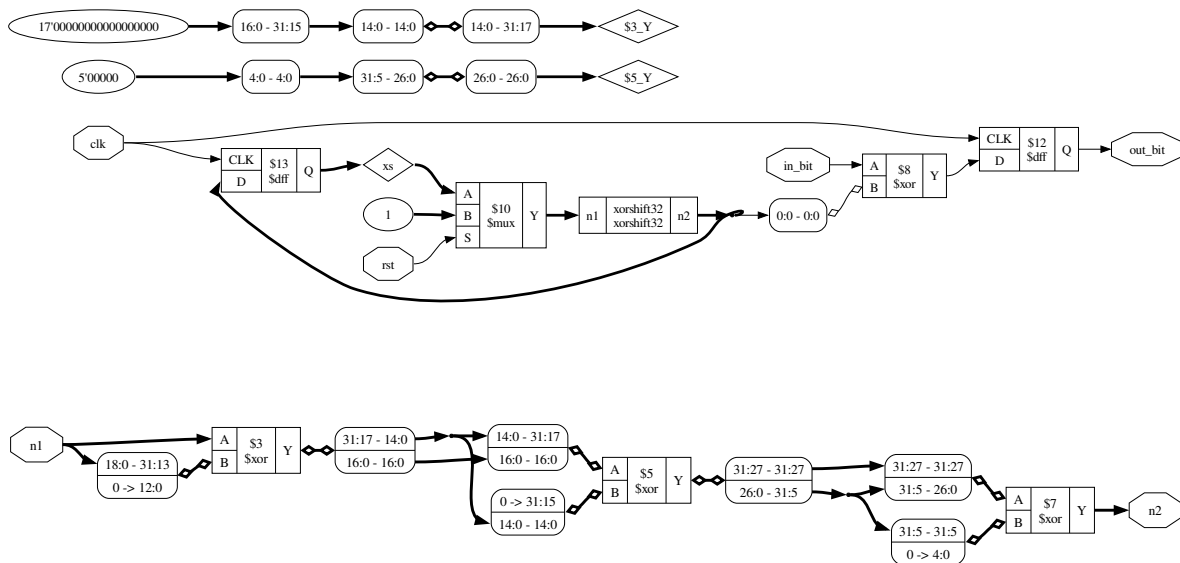 17'00000000000000000 16:0 - 31:15 14:0 - 14:0 14:0 - 31:17 $3_Y
5'00000 4:0 - 4:0 31:5 - 26:0 26:0 - 26:0 $5_Y
clk
CLK
D
$13
$dff
Q
xs
1
rst
A
B
S
$10
$mux
Y
n1
xorshift32
xorshift32
n2
0:0 - 0:0
in_bit
A
B
$8
$xor
Y
CLK
D
$12
$dff
Q
out_bit
n1
18:0 - 31:13
0 -> 12:0
A
B
$3
$xor
Y
31:17 - 14:0
16:0 - 16:0
14:0 - 31:17
16:0 - 16:0
0 -> 31:15
14:0 - 14:0
A
B
$5
$xor
Y
31:27 - 31:27
26:0 - 31:5
31:27 - 31:27
31:5 - 26:0
31:5 - 31:5
0 -> 4:0
A
B
$7
$xor
Y
n2